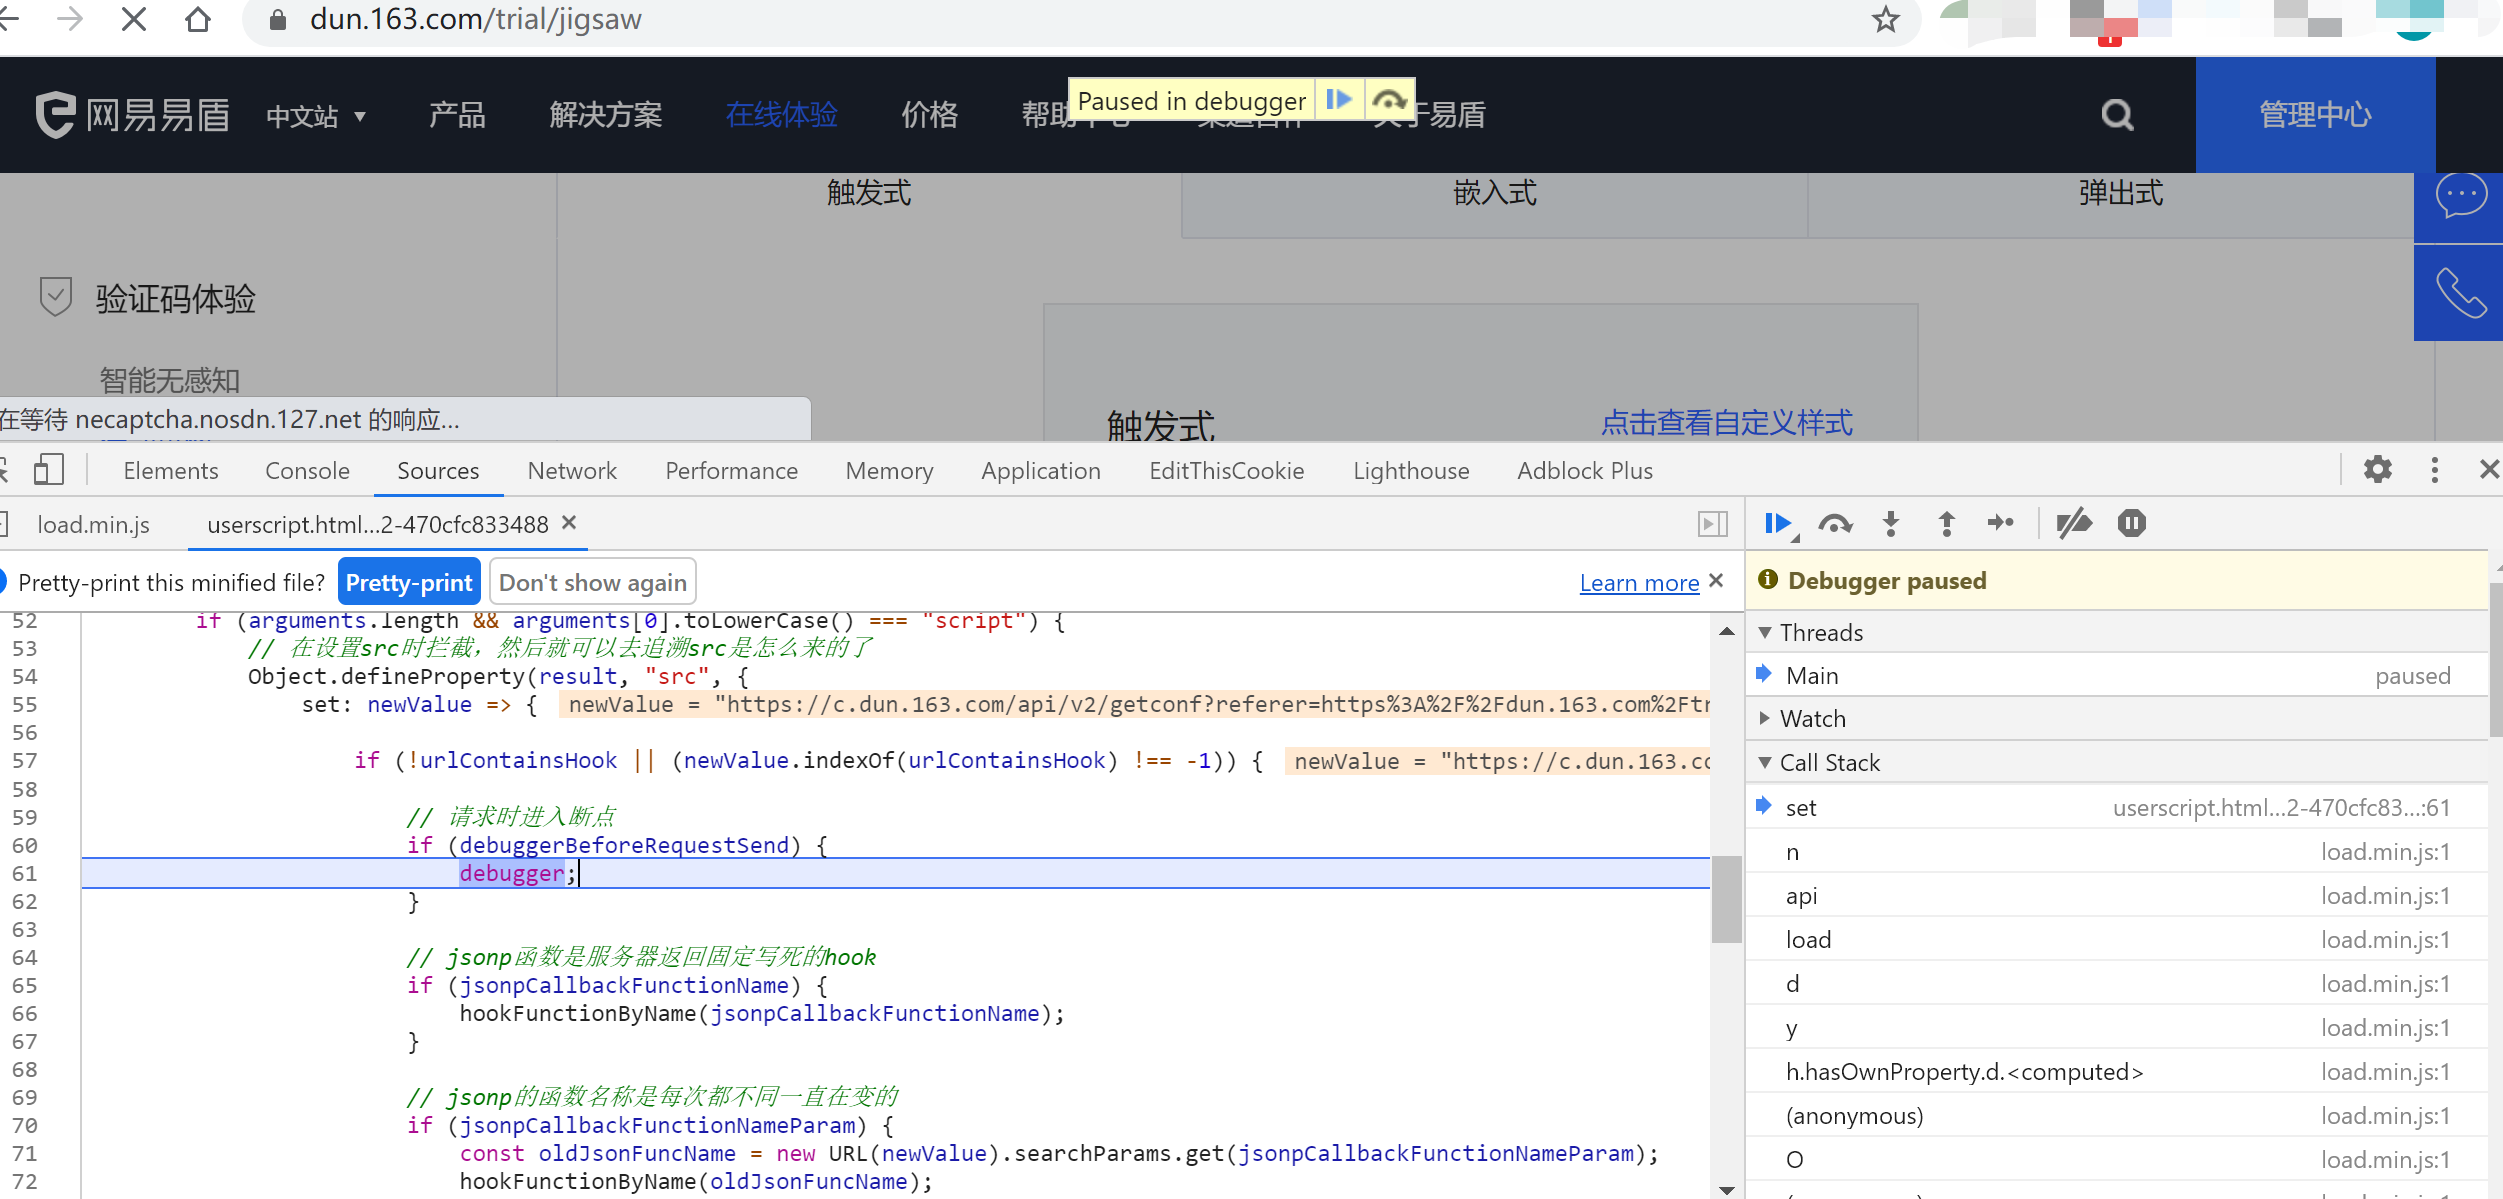 dun.163.com/trial/jigsaw
网易易盾 中文站 ▼ 产品 解决方案 在线体验 价格 帮助 Paused in debugger 于易盾 管理中心
触发式 嵌入式 弹出式
验证码体验
智能无感知
在等待 necaptcha.nosdn.127.net 的响应...
触发式 点击查看自定义样式
Elements Console Sources Network Performance Memory Application EditThisCookie Lighthouse Adblock Plus
load.min.js userscript.html...2-470cfc833488 ×
Pretty-print this minified file? Pretty-print Don't show again Learn more ×
Debugger paused
52 if (arguments.length && arguments[0].toLowerCase() === "script") {
53 // 在设置src时拦截，然后就可以去追溯src是怎么来的了
54 Object.defineProperty(result, "src", {
55 set: newValue => { newValue = "https://c.dun.163.com/api/v2/getconf?referer=https%3A%2F%2Fdun.163.com%2Ftr
56
57 if (!urlContainsHook || (newValue.indexOf(urlContainsHook) !== -1)) { newValue = "https://c.dun.163.co
58
59 // 请求时进入断点
60 if (debuggerBeforeRequestSend) {
61 debugger;
62 }
63
64 // jsonp函数是服务器返回固定写死的hook
65 if (jsonpCallbackFunctionName) {
66 hookFunctionByName(jsonpCallbackFunctionName);
67 }
68
69 // jsonp的函数名称是每次都不同一直在变的
70 if (jsonpCallbackFunctionNameParam) {
71 const oldJsonFuncName = new URL(newValue).searchParams.get(jsonpCallbackFunctionNameParam);
72 hookFunctionByName(oldJsonFuncName);
Threads
Main paused
Watch
Call Stack
set userscript.html...2-470cfc83...:61
n load.min.js:1
api load.min.js:1
load load.min.js:1
d load.min.js:1
y load.min.js:1
h.hasOwnProperty.d.<computed> load.min.js:1
(anonymous) load.min.js:1
O load.min.js:1